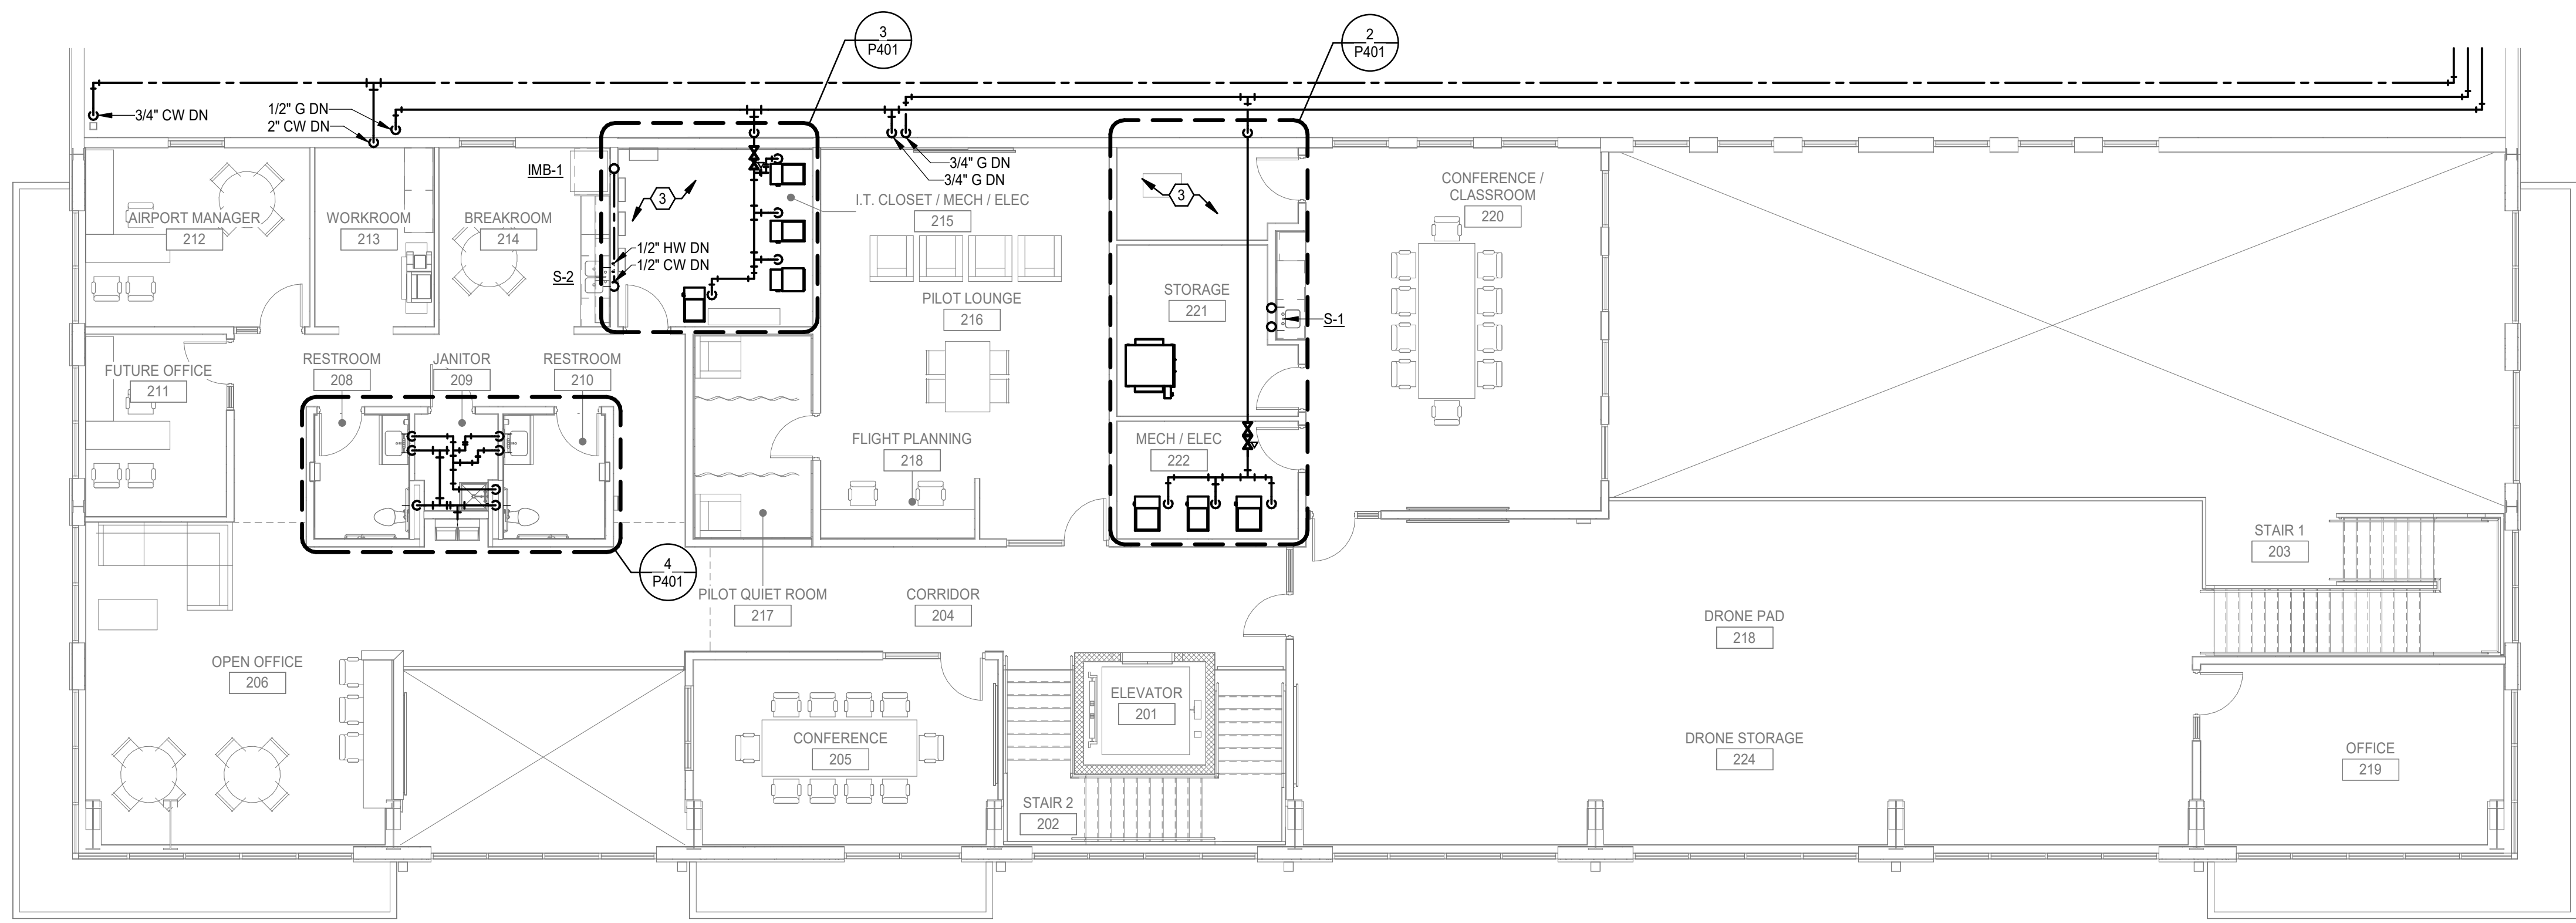 3
P401
2
P401
3/4" CW DN
1/2" G DN
2" CW DN
3/4" G DN
3/4" G DN
IMB-1
3
3
AIRPORT MANAGER
212
WORKROOM
213
BREAKROOM
214
I.T. CLOSET / MECH / ELEC
215
CONFERENCE /
CLASSROOM
220
1/2" HW DN
1/2" CW DN
S-2
PILOT LOUNGE
216
STORAGE
221
S-1
FUTURE OFFICE
211
RESTROOM
208
JANITOR
209
RESTROOM
210
FLIGHT PLANNING
218
MECH / ELEC
222
STAIR 1
203
4
P401
PILOT QUIET ROOM
217
CORRIDOR
204
DRONE PAD
218
OPEN OFFICE
206
ELEVATOR
201
CONFERENCE
205
DRONE STORAGE
224
OFFICE
219
STAIR 2
202